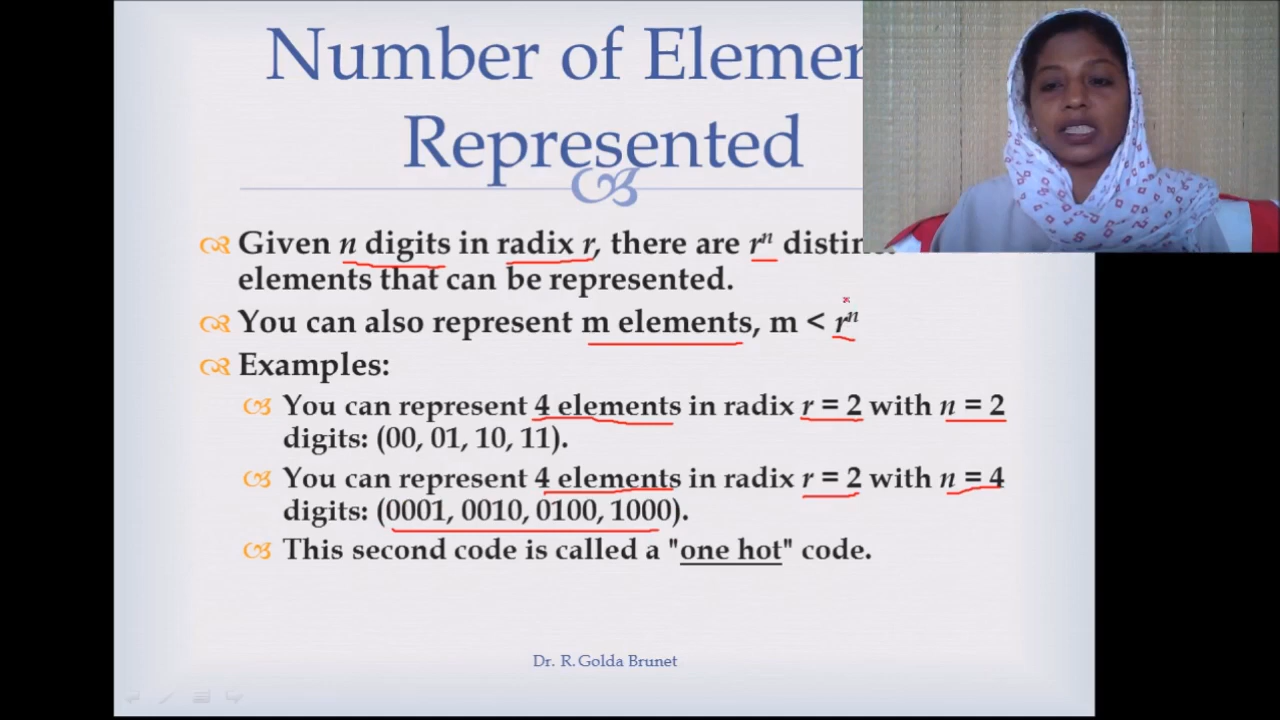 Number of Elemen
Represented
Given n digits in radix r, there are rⁿ distinc
elements that can be represented.
You can also represent m elements, m < rⁿ
Examples:
You can represent 4 elements in radix r = 2 with n = 2
digits: (00, 01, 10, 11).
You can represent 4 elements in radix r = 2 with n = 4
digits: (0001, 0010, 0100, 1000).
This second code is called a "one hot" code.
Dr. R. Golda Brunet